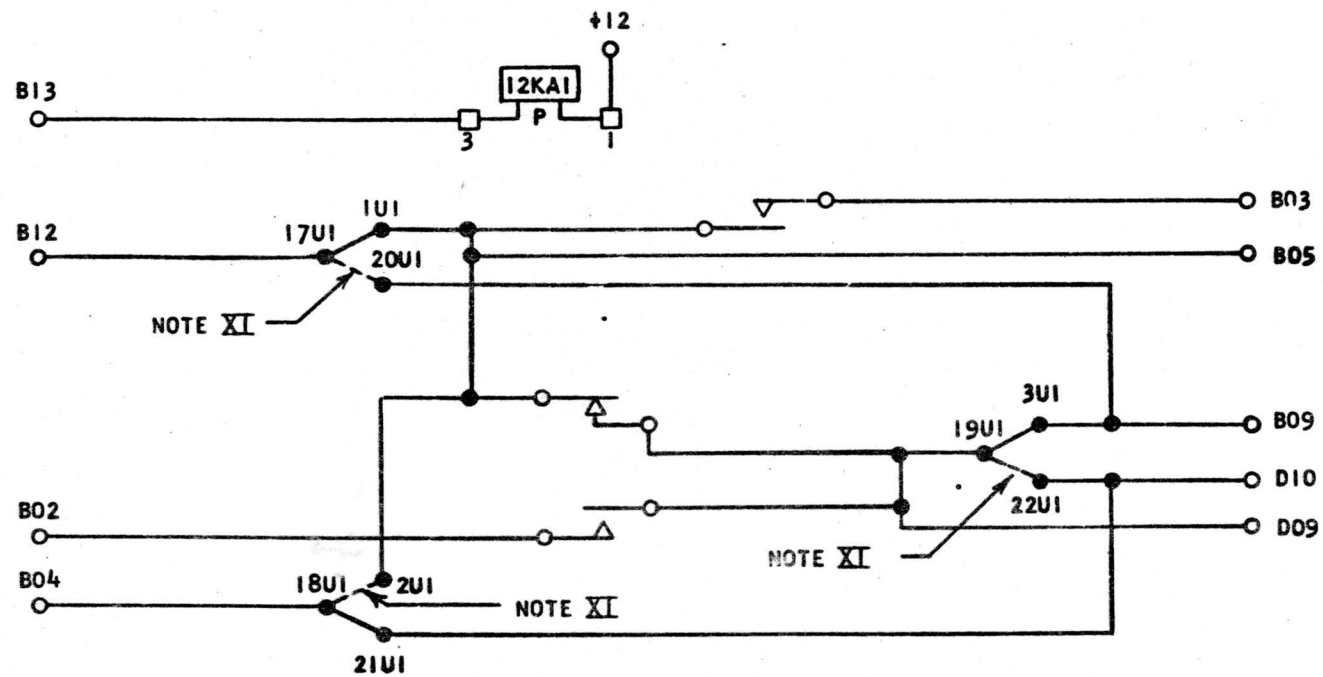 +12
12KA1
B13
P
3
1
1U1
B03
17U1
B12
20U1
B05
NOTE XI
3U1
19U1
B09
D10
22U1
B02
D09
NOTE XI
B04
18U1
2U1
NOTE XI
21U1